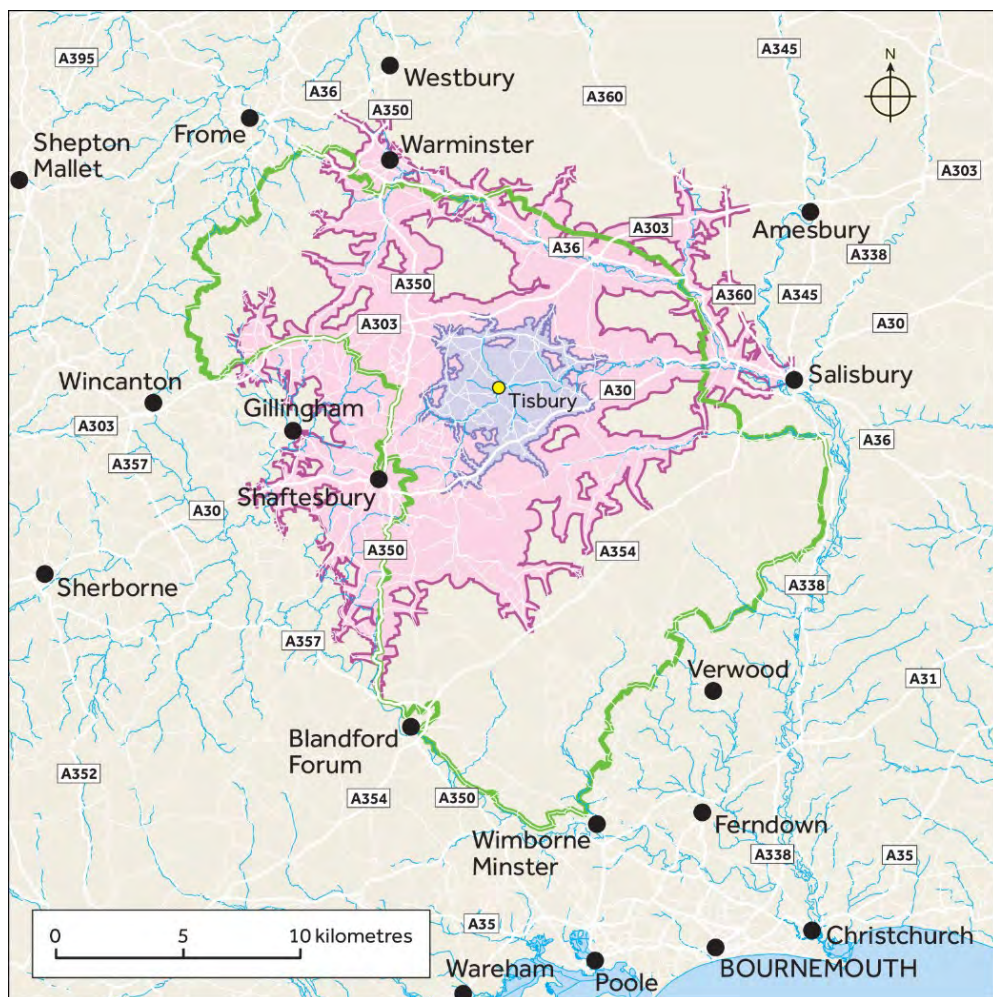 A395
A345
N
Westbury
A36
A350
A360
Frome
Shepton
Mallet
Warminster
A303
Amesbury
A303
A36
A338
A350
A360
A345
A303
A30
Tisbury
A30
Salisbury
Wincanton
Gillingham
A303
A36
A357
Shaftesbury
A30
A350
A354
Sherborne
A338
A357
Verwood
A31
Blandford
Forum
A352
A354
A350
Wimborne
Minster
Ferndown
A338
A35
0 5 10 kilometres
A35
Christchurch
BOURNEMOUTH
Wareham
Poole